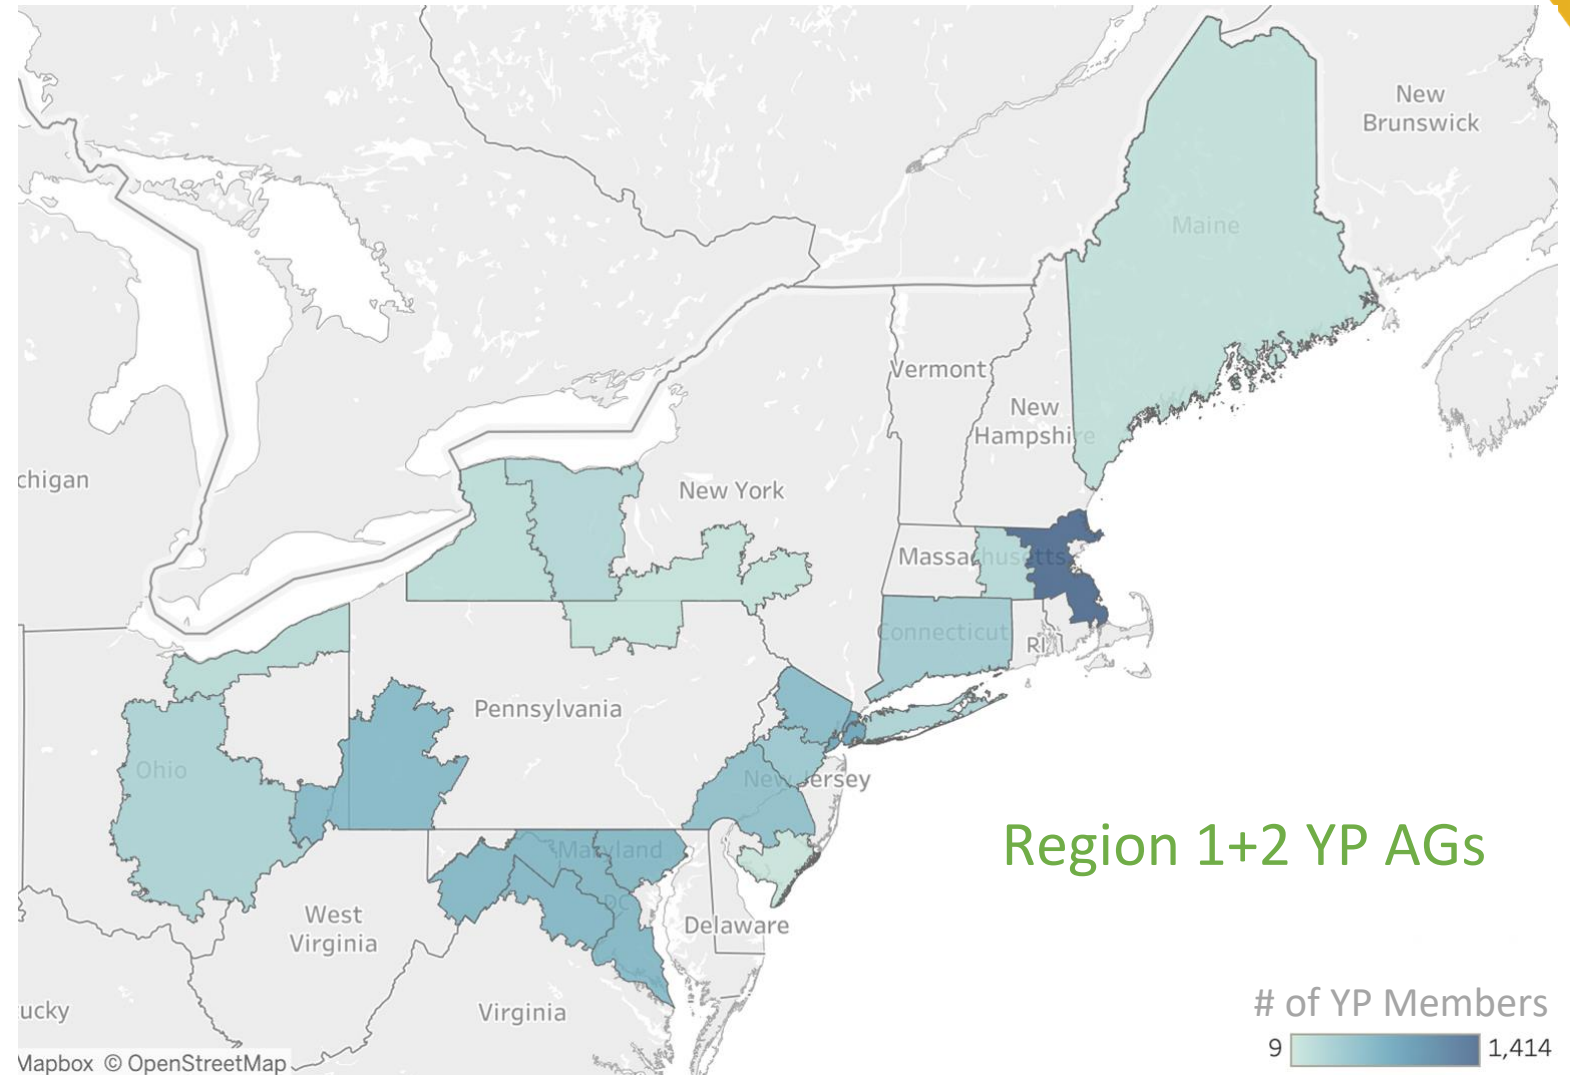 New
Brunswick
Maine
Vermont
New
Hampshire
chigan
New York
Massachusetts
Connecticut
RI
Pennsylvania
Ohio
New Jersey
Maryland
DC
Region 1+2 YP AGs
West
Virginia
Delaware
Virginia
ucky
# of YP Members
9
1,414
Mapbox © OpenStreetMap